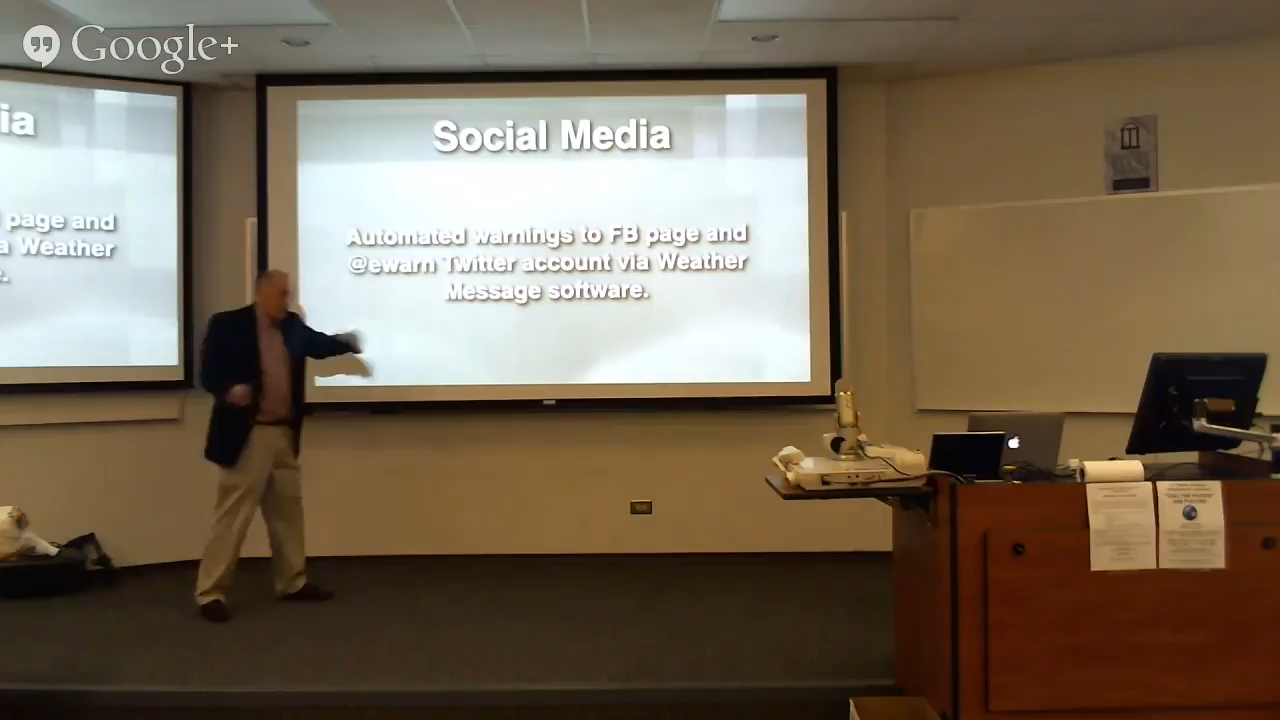 Google+
ia
page and
a Weather
Social Media
Automated warnings to FB page and
@ewarn Twitter account via Weather
Message software.